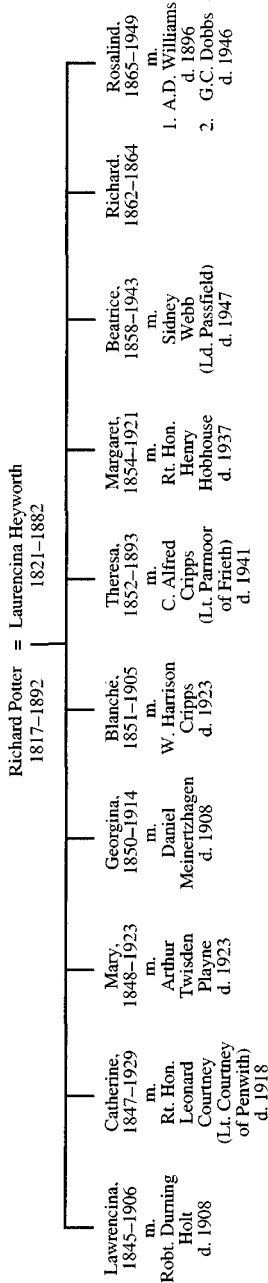 Richard Potter = Laurencina Heyworth
1817–1892 1821–1882
Lawrencina,
1845–1906
m.
Robt. Durning
Holt
d. 1908
Catherine,
1847–1929
m.
Rt. Hon.
Leonard
Courtney
(Lt. Courtney
of Penwith)
d. 1918
Mary,
1848–1923
m.
Arthur
Twisden
Playne
d. 1923
Georgina,
1850–1914
m.
Daniel
Meinertzhagen
d. 1908
Blanche,
1851–1905
m.
W. Harrison
Cripps
d. 1923
Theresa,
1852–1893
m.
C. Alfred
Cripps
(Lt. Parmoor
of Frieth)
d. 1941
Margaret,
1854–1921
m.
Rt. Hon.
Henry
Hobhouse
d. 1937
Beatrice,
1858–1943
m.
Sidney
Webb
(Ld. Passfield)
d. 1947
Richard.
1862–1864
Rosalind,
1865–1949
m.
1. A.D. Williams
d. 1896
2. G.C. Dobbs
d. 1946